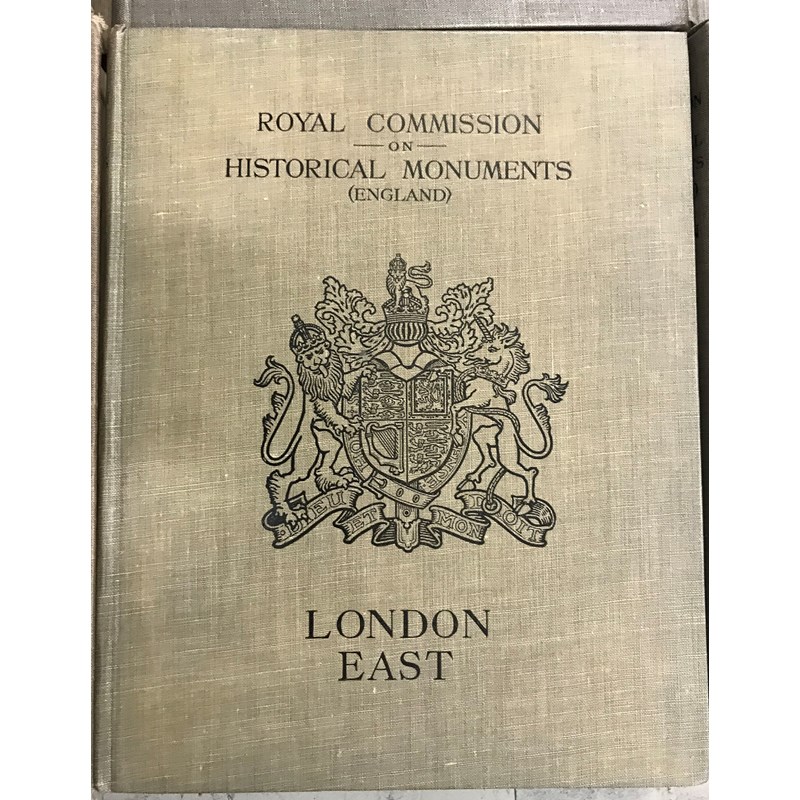 ROYAL COMMISSION
ON
HISTORICAL MONUMENTS
(ENGLAND)
DIEU ET MON DROIT
LONDON
EAST